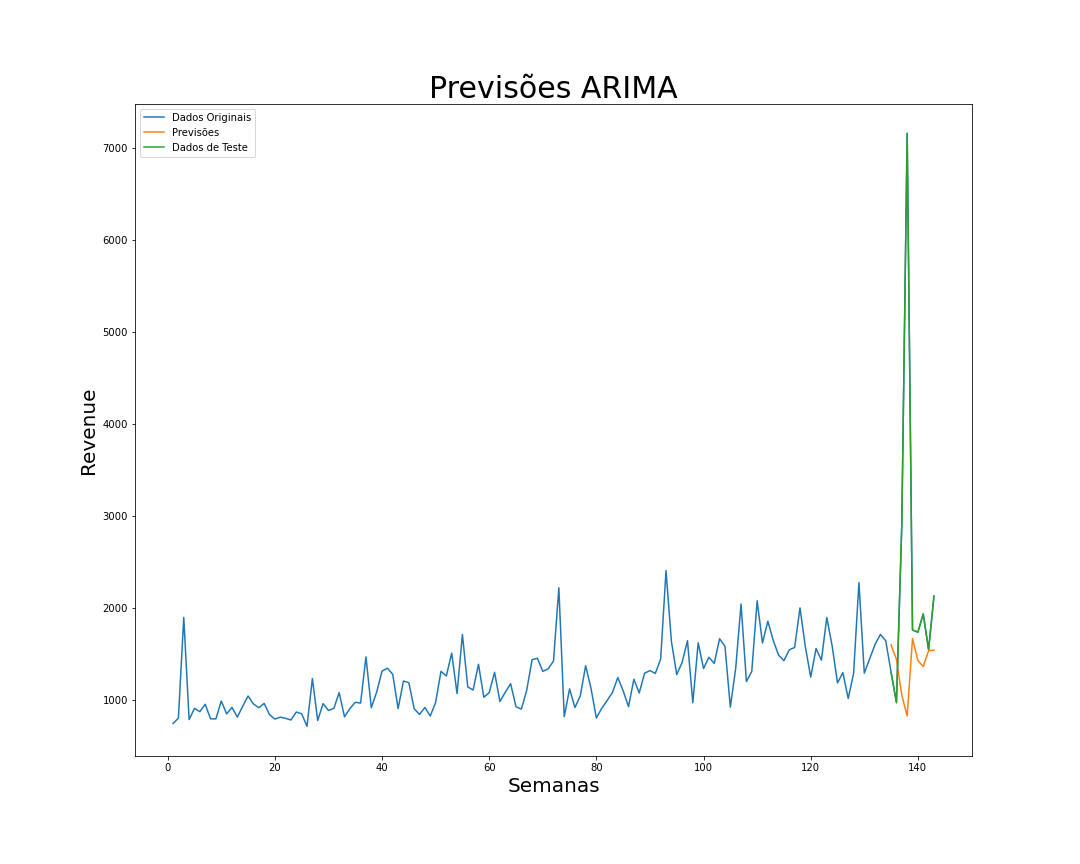 Previsões ARIMA
Dados Originais
Previsões
Dados de Teste
7000
6000
5000
4000
3000
2000
1000
Revenue
0 20 40 60 80 100 120 140
Semanas